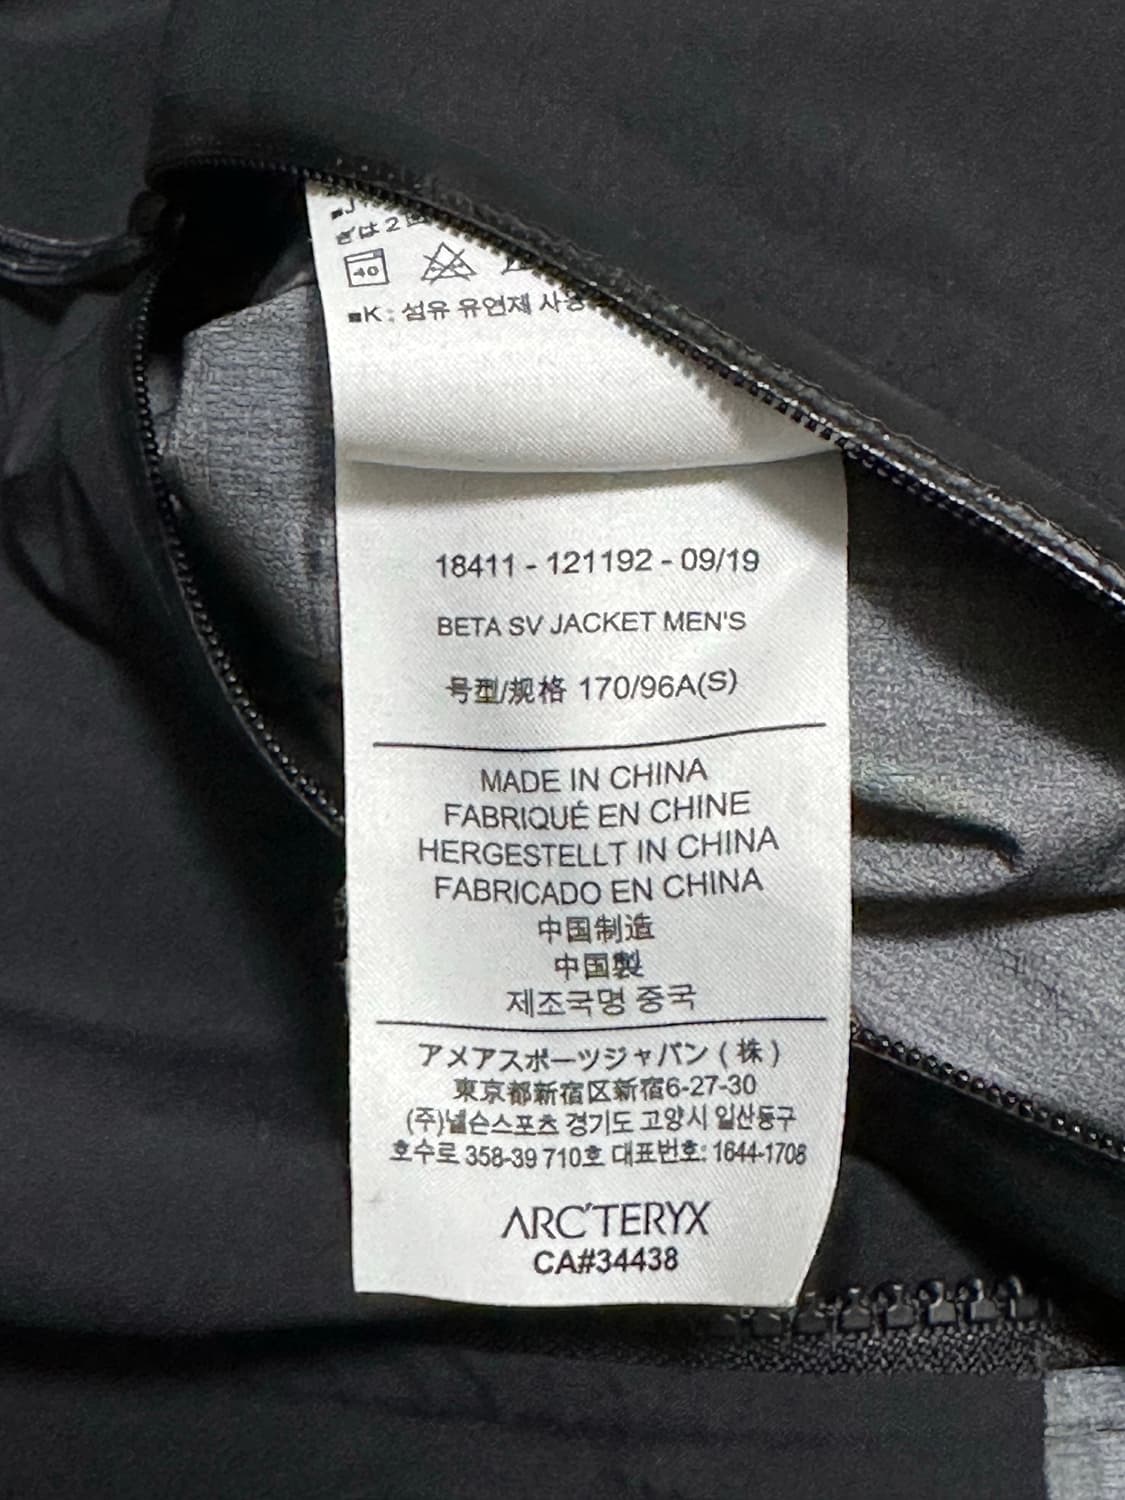 ぎは2
40
■K : 섬유 유연제 사용
18411 - 121192 - 09/19
BETA SV JACKET MEN'S
号型/规格 170/96A(S)
MADE IN CHINA
FABRIQUÉ EN CHINE
HERGESTELLT IN CHINA
FABRICADO EN CHINA
中国制造
中国製
제조국명 중국
アメアスポーツジャパン ( 株 )
東京都新宿区新宿6-27-30
(주)넬슨스포츠 경기도 고양시 일산동구
호수로 358-39 710호 대표번호: 1644-1708
ARC'TERYX
CA#34438